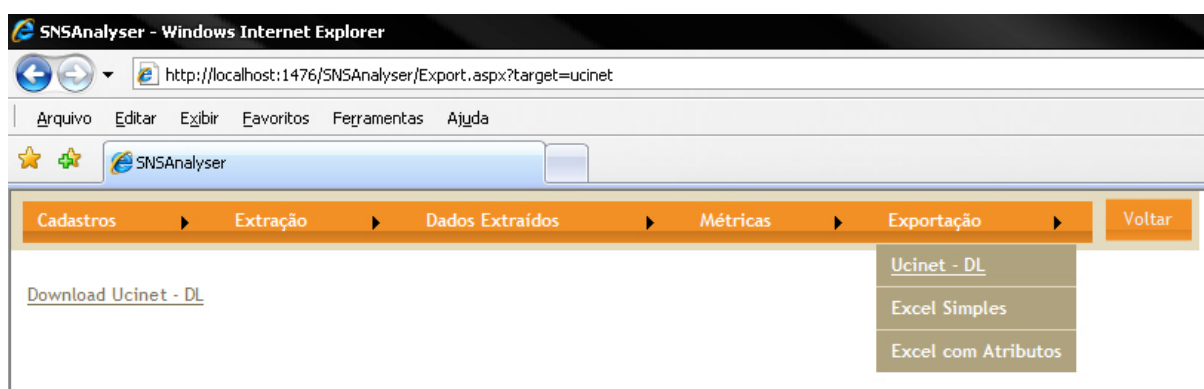 SNSAnalyser - Windows Internet Explorer
http://localhost:1476/SNSAnalyser/Export.aspx?target=ucinet
Arquivo Editar Exibir Favoritos Ferramentas Ajuda
SNSAnalyser
Cadastros Extração Dados Extraídos Métricas Exportação Voltar
Ucinet - DL
Download Ucinet - DL
Excel Simples
Excel com Atributos